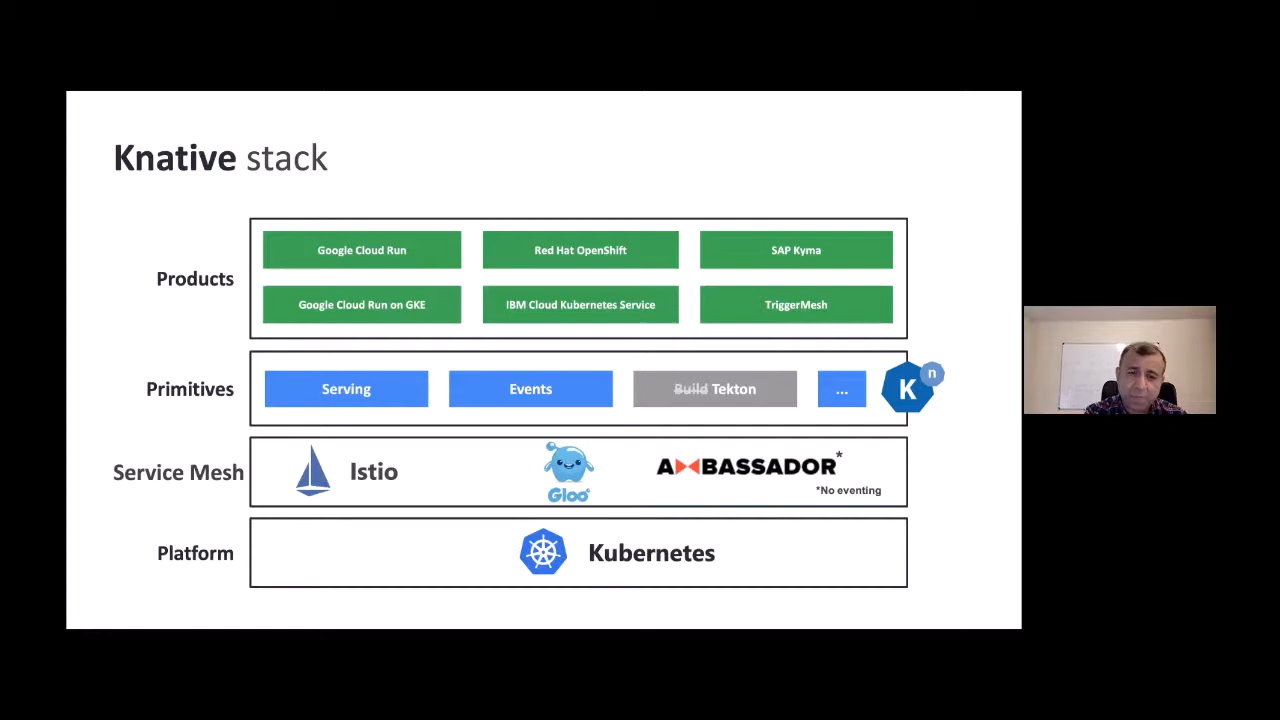 Knative stack
Products
Google Cloud Run
Red Hat OpenShift
SAP Kyma
Google Cloud Run on GKE
IBM Cloud Kubernetes Service
TriggerMesh
Primitives
Serving
Events
Build Tekton
...
K
n
Service Mesh
Istio
Gloo
AMBASSADOR*
*No eventing
Platform
Kubernetes